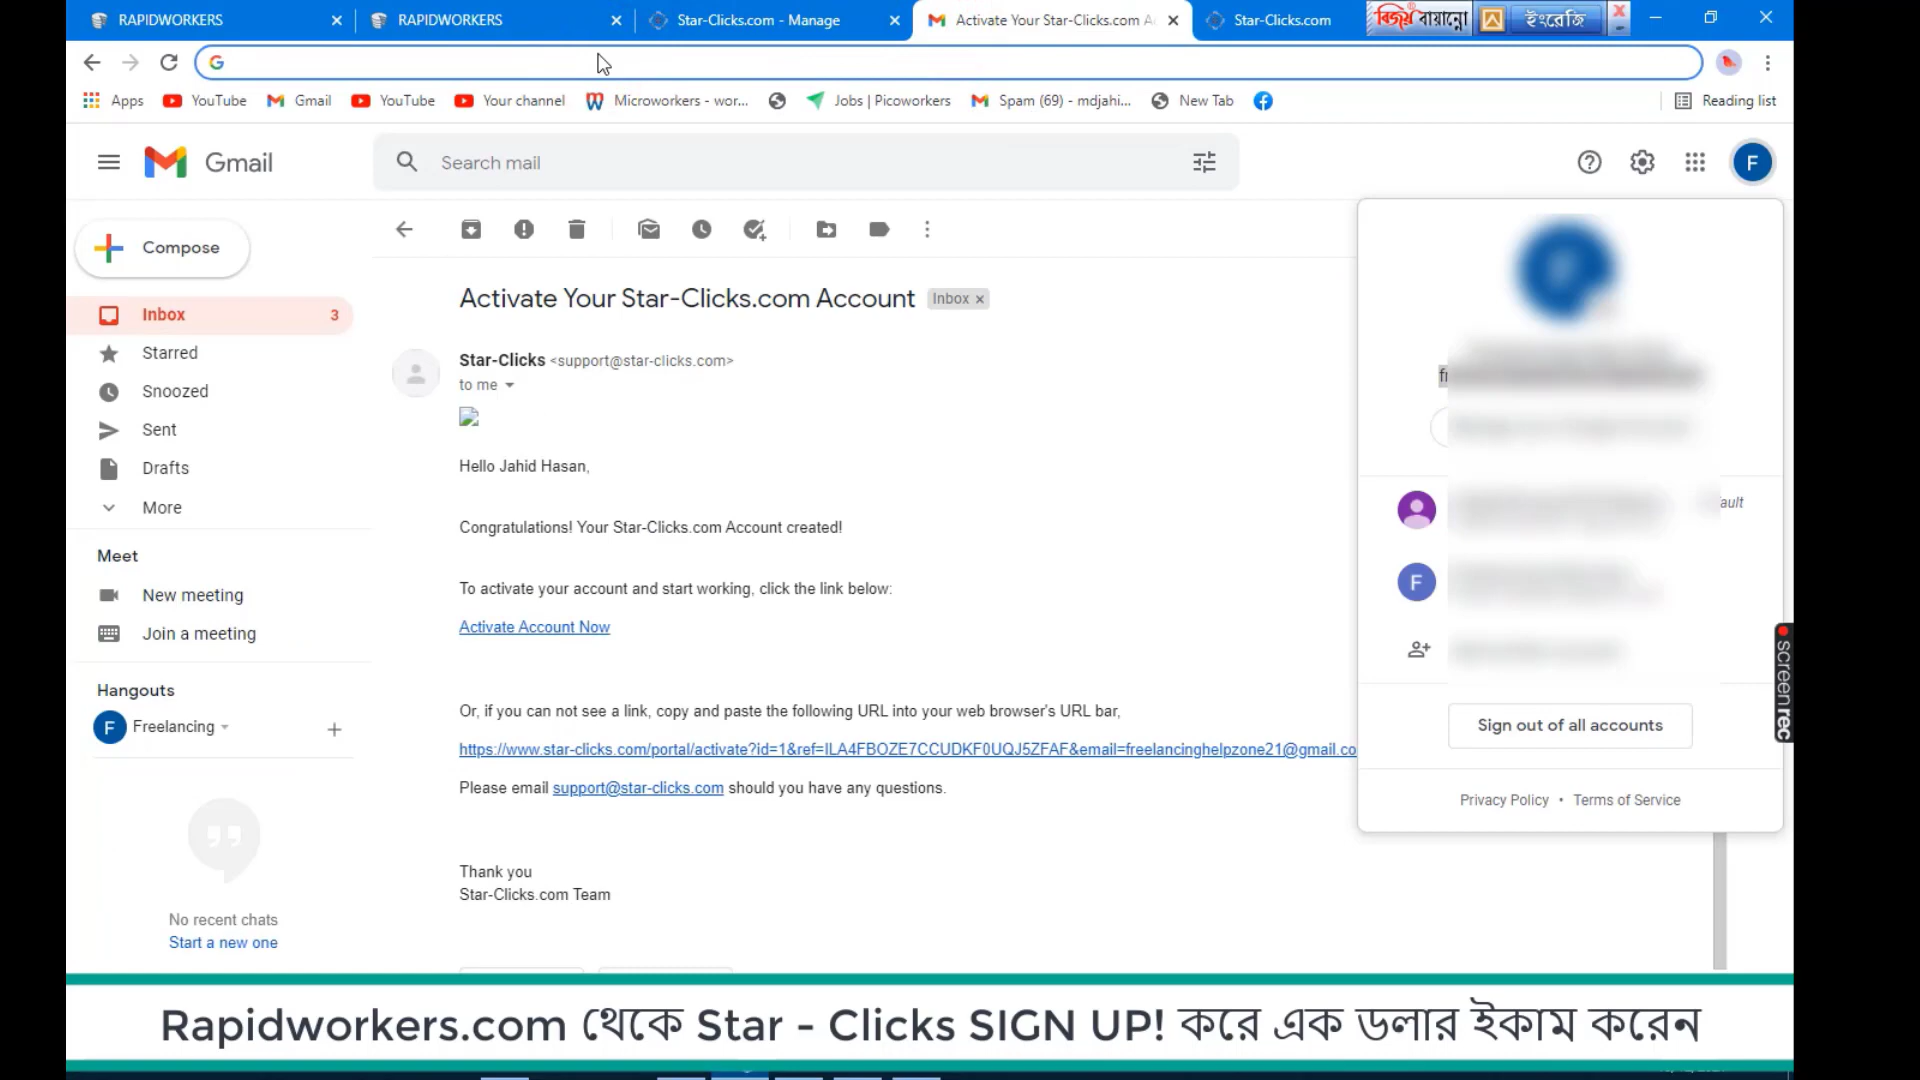 RAPIDWORKERS
RAPIDWORKERS
Star-Clicks.com - Manage
Activate Your Star-Clicks.com A
Star-Clicks.com
বিজয় বায়ান্নো
ইংরেজি
Apps
YouTube
Gmail
YouTube
Your channel
Microworkers - wor...
Jobs | Picoworkers
Spam (69) - mdjahi...
New Tab
Reading list
Gmail
Search mail
F
Compose
Inbox 3
Starred
Snoozed
Sent
Drafts
More
Meet
New meeting
Join a meeting
Hangouts
F Freelancing
No recent chats
Start a new one
Activate Your Star-Clicks.com Account
Inbox ×
Star-Clicks <support@star-clicks.com>
to me
Hello Jahid Hasan,
Congratulations! Your Star-Clicks.com Account created!
To activate your account and start working, click the link below:
Activate Account Now
Or, if you can not see a link, copy and paste the following URL into your web browser's URL bar,
https://www.star-clicks.com/portal/activate?id=1&ref=ILA4FBOZE7CCUDKF0UQJ5ZFAF&email=freelancinghelpzone21@gmail.co
Please email support@star-clicks.com should you have any questions.
Thank you
Star-Clicks.com Team
F
Sign out of all accounts
Privacy Policy • Terms of Service
screenrec
Rapidworkers.com থেকে Star - Clicks SIGN UP! করে এক ডলার ইকাম করেন